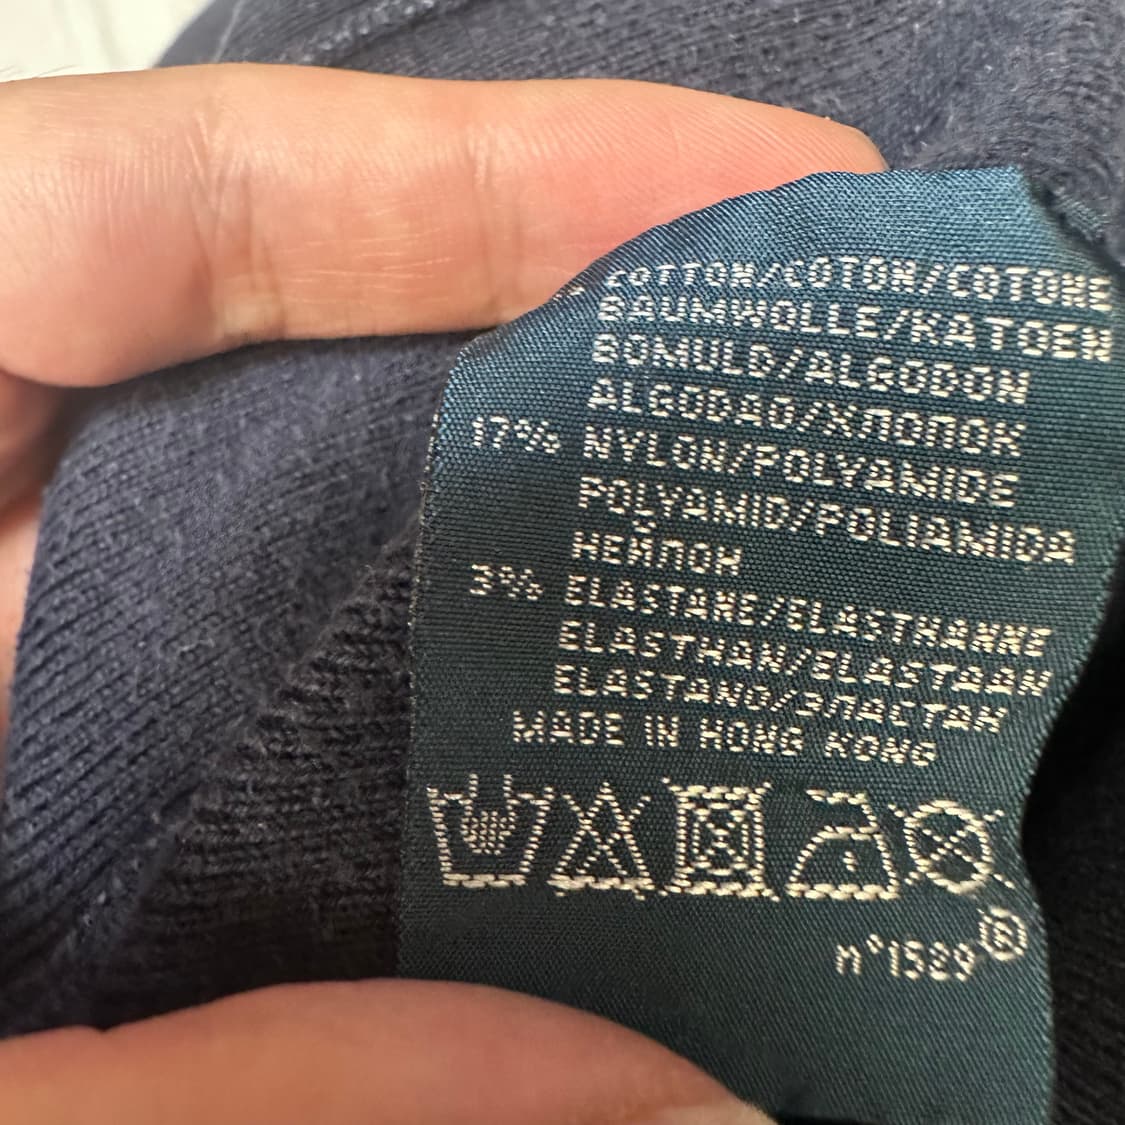 COTTON/COTON/COTONE
BAUMWOLLE/KATOEN
BOMULD/ALGODON
ALGODAO/ХЛОПОК
17% NYLON/POLYAMIDE
POLYAMID/POLIAMIDA
НЕЙЛОН
3% ELASTANE/ELASTHANNE
ELASTHAN/ELASTAAN
ELASTANO/ЭЛАСТАН
MADE IN HONG KONG
n°1589 ®